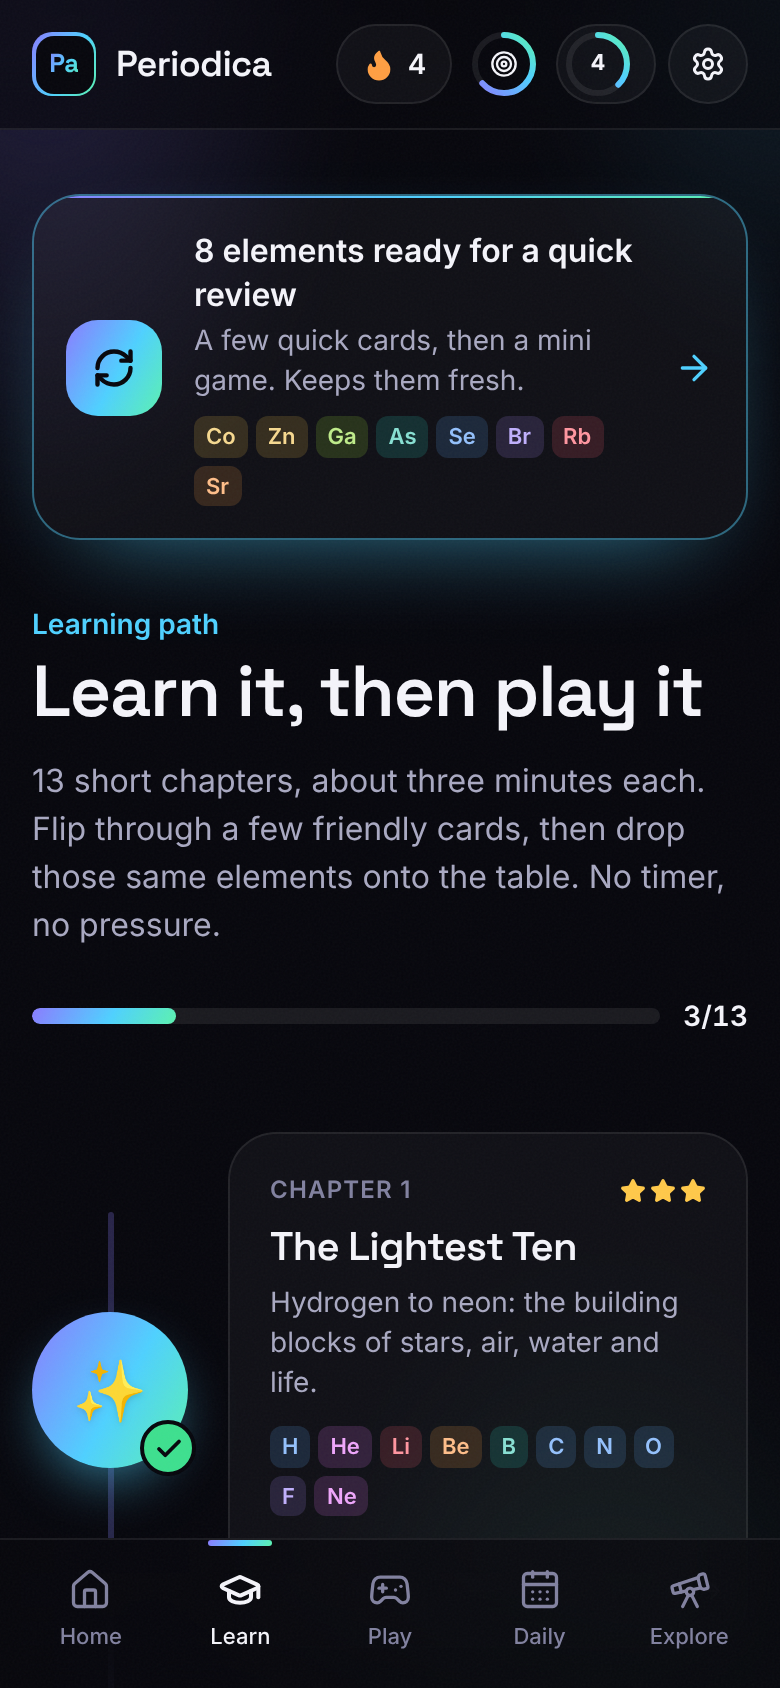 Pa Periodica 4 4
8 elements ready for a quick
review
A few quick cards, then a mini
game. Keeps them fresh.
Co Zn Ga As Se Br Rb
Sr
Learning path
Learn it, then play it
13 short chapters, about three minutes each.
Flip through a few friendly cards, then drop
those same elements onto the table. No timer,
no pressure.
3/13
CHAPTER 1
The Lightest Ten
Hydrogen to neon: the building
blocks of stars, air, water and
life.
H He Li Be B C N O
F Ne
Home Learn Play Daily Explore